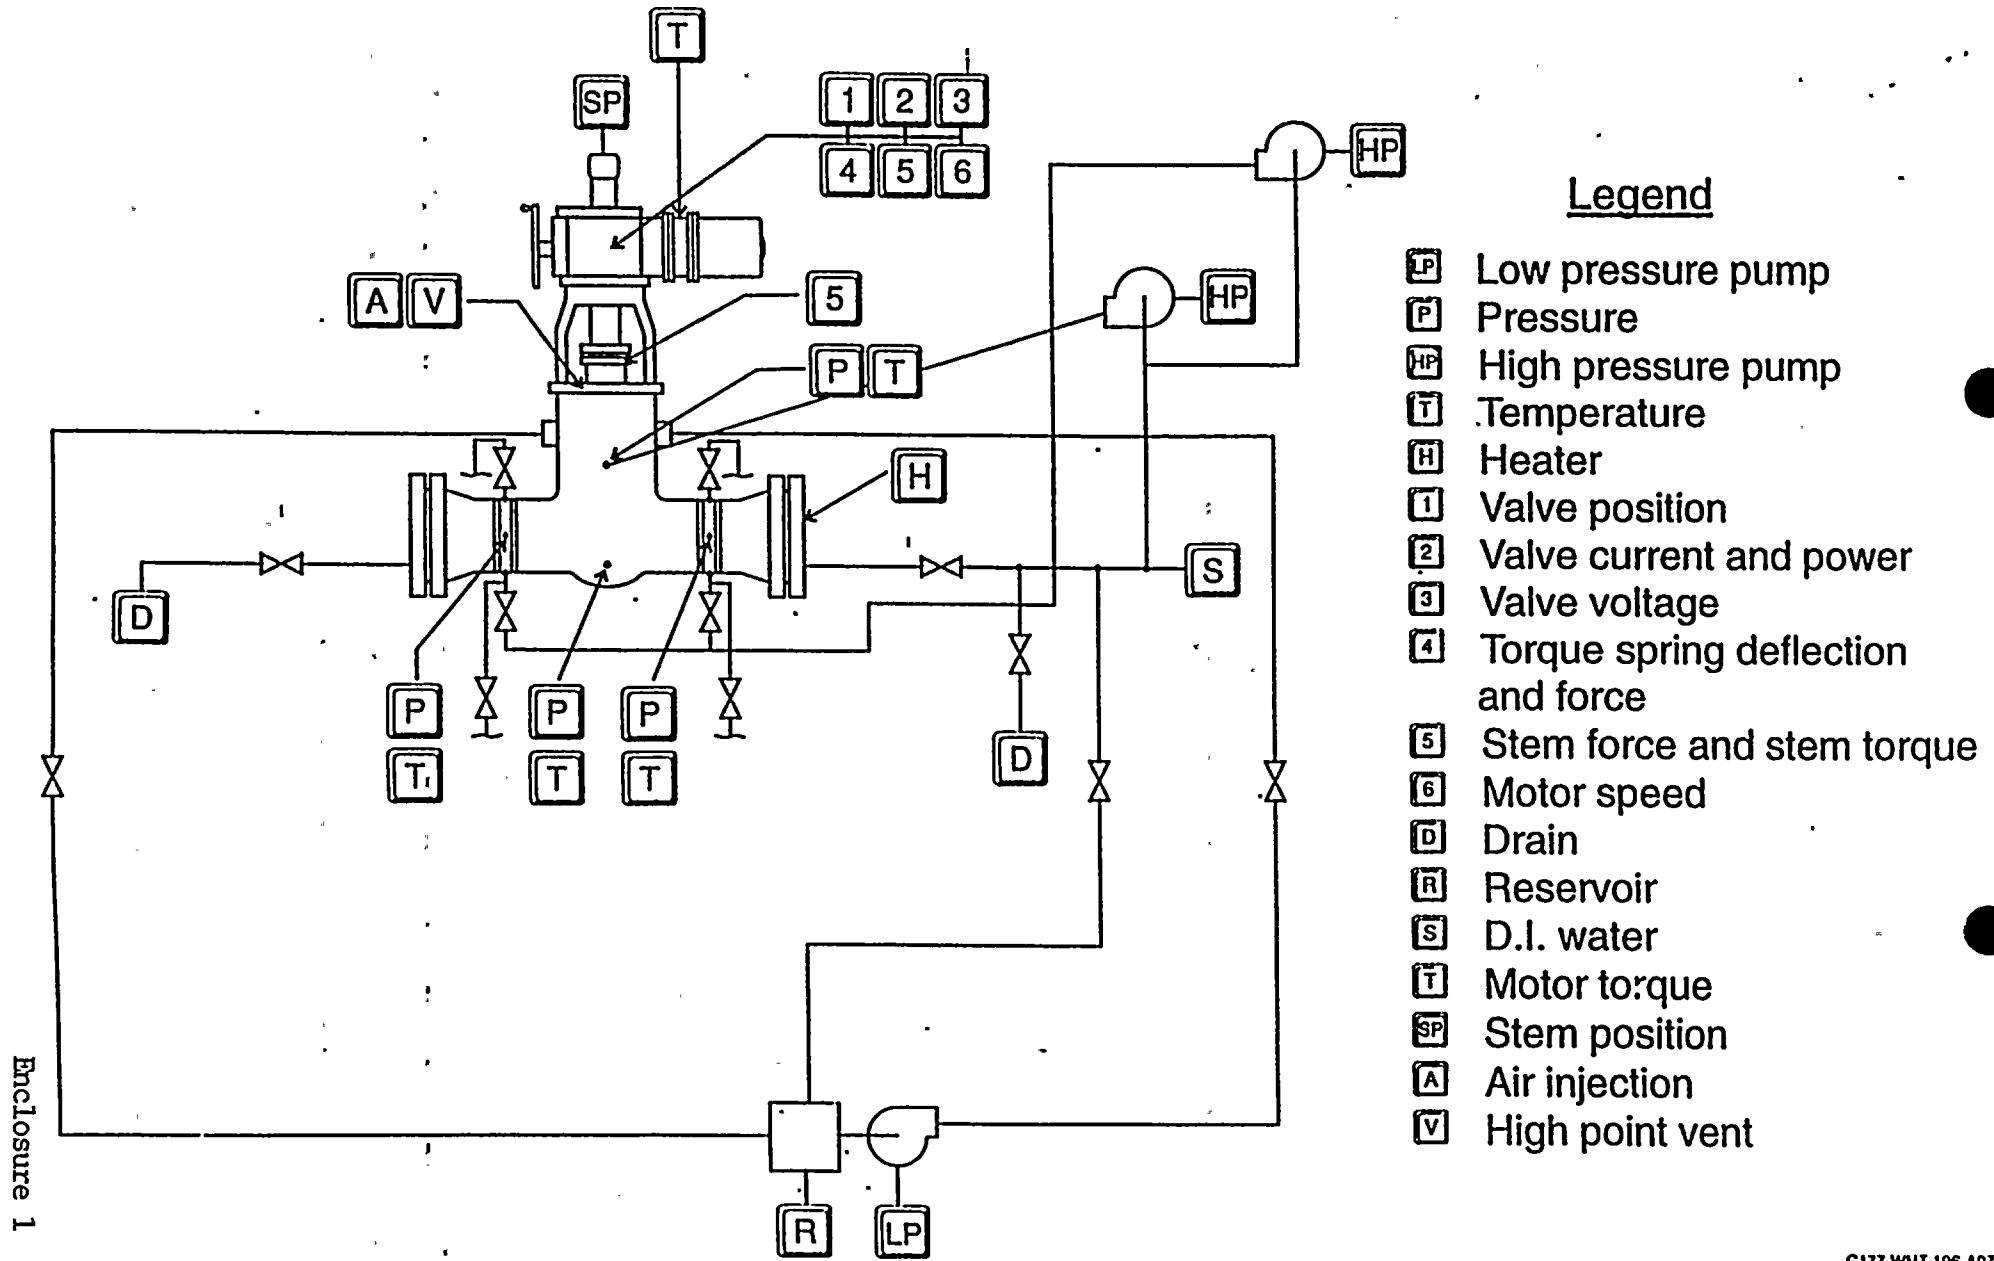 T
SP
1 2 3
4 5 6
HP
A V
5
HP
P T
H
D
S
P P P
T T T
D
R
LP
Legend
LP Low pressure pump
P Pressure
HP High pressure pump
T Temperature
H Heater
1 Valve position
2 Valve current and power
3 Valve voltage
4 Torque spring deflection
and force
5 Stem force and stem torque
6 Motor speed
D Drain
R Reservoir
S D.I. water
T Motor torque
SP Stem position
A Air injection
V High point vent
Enclosure 1